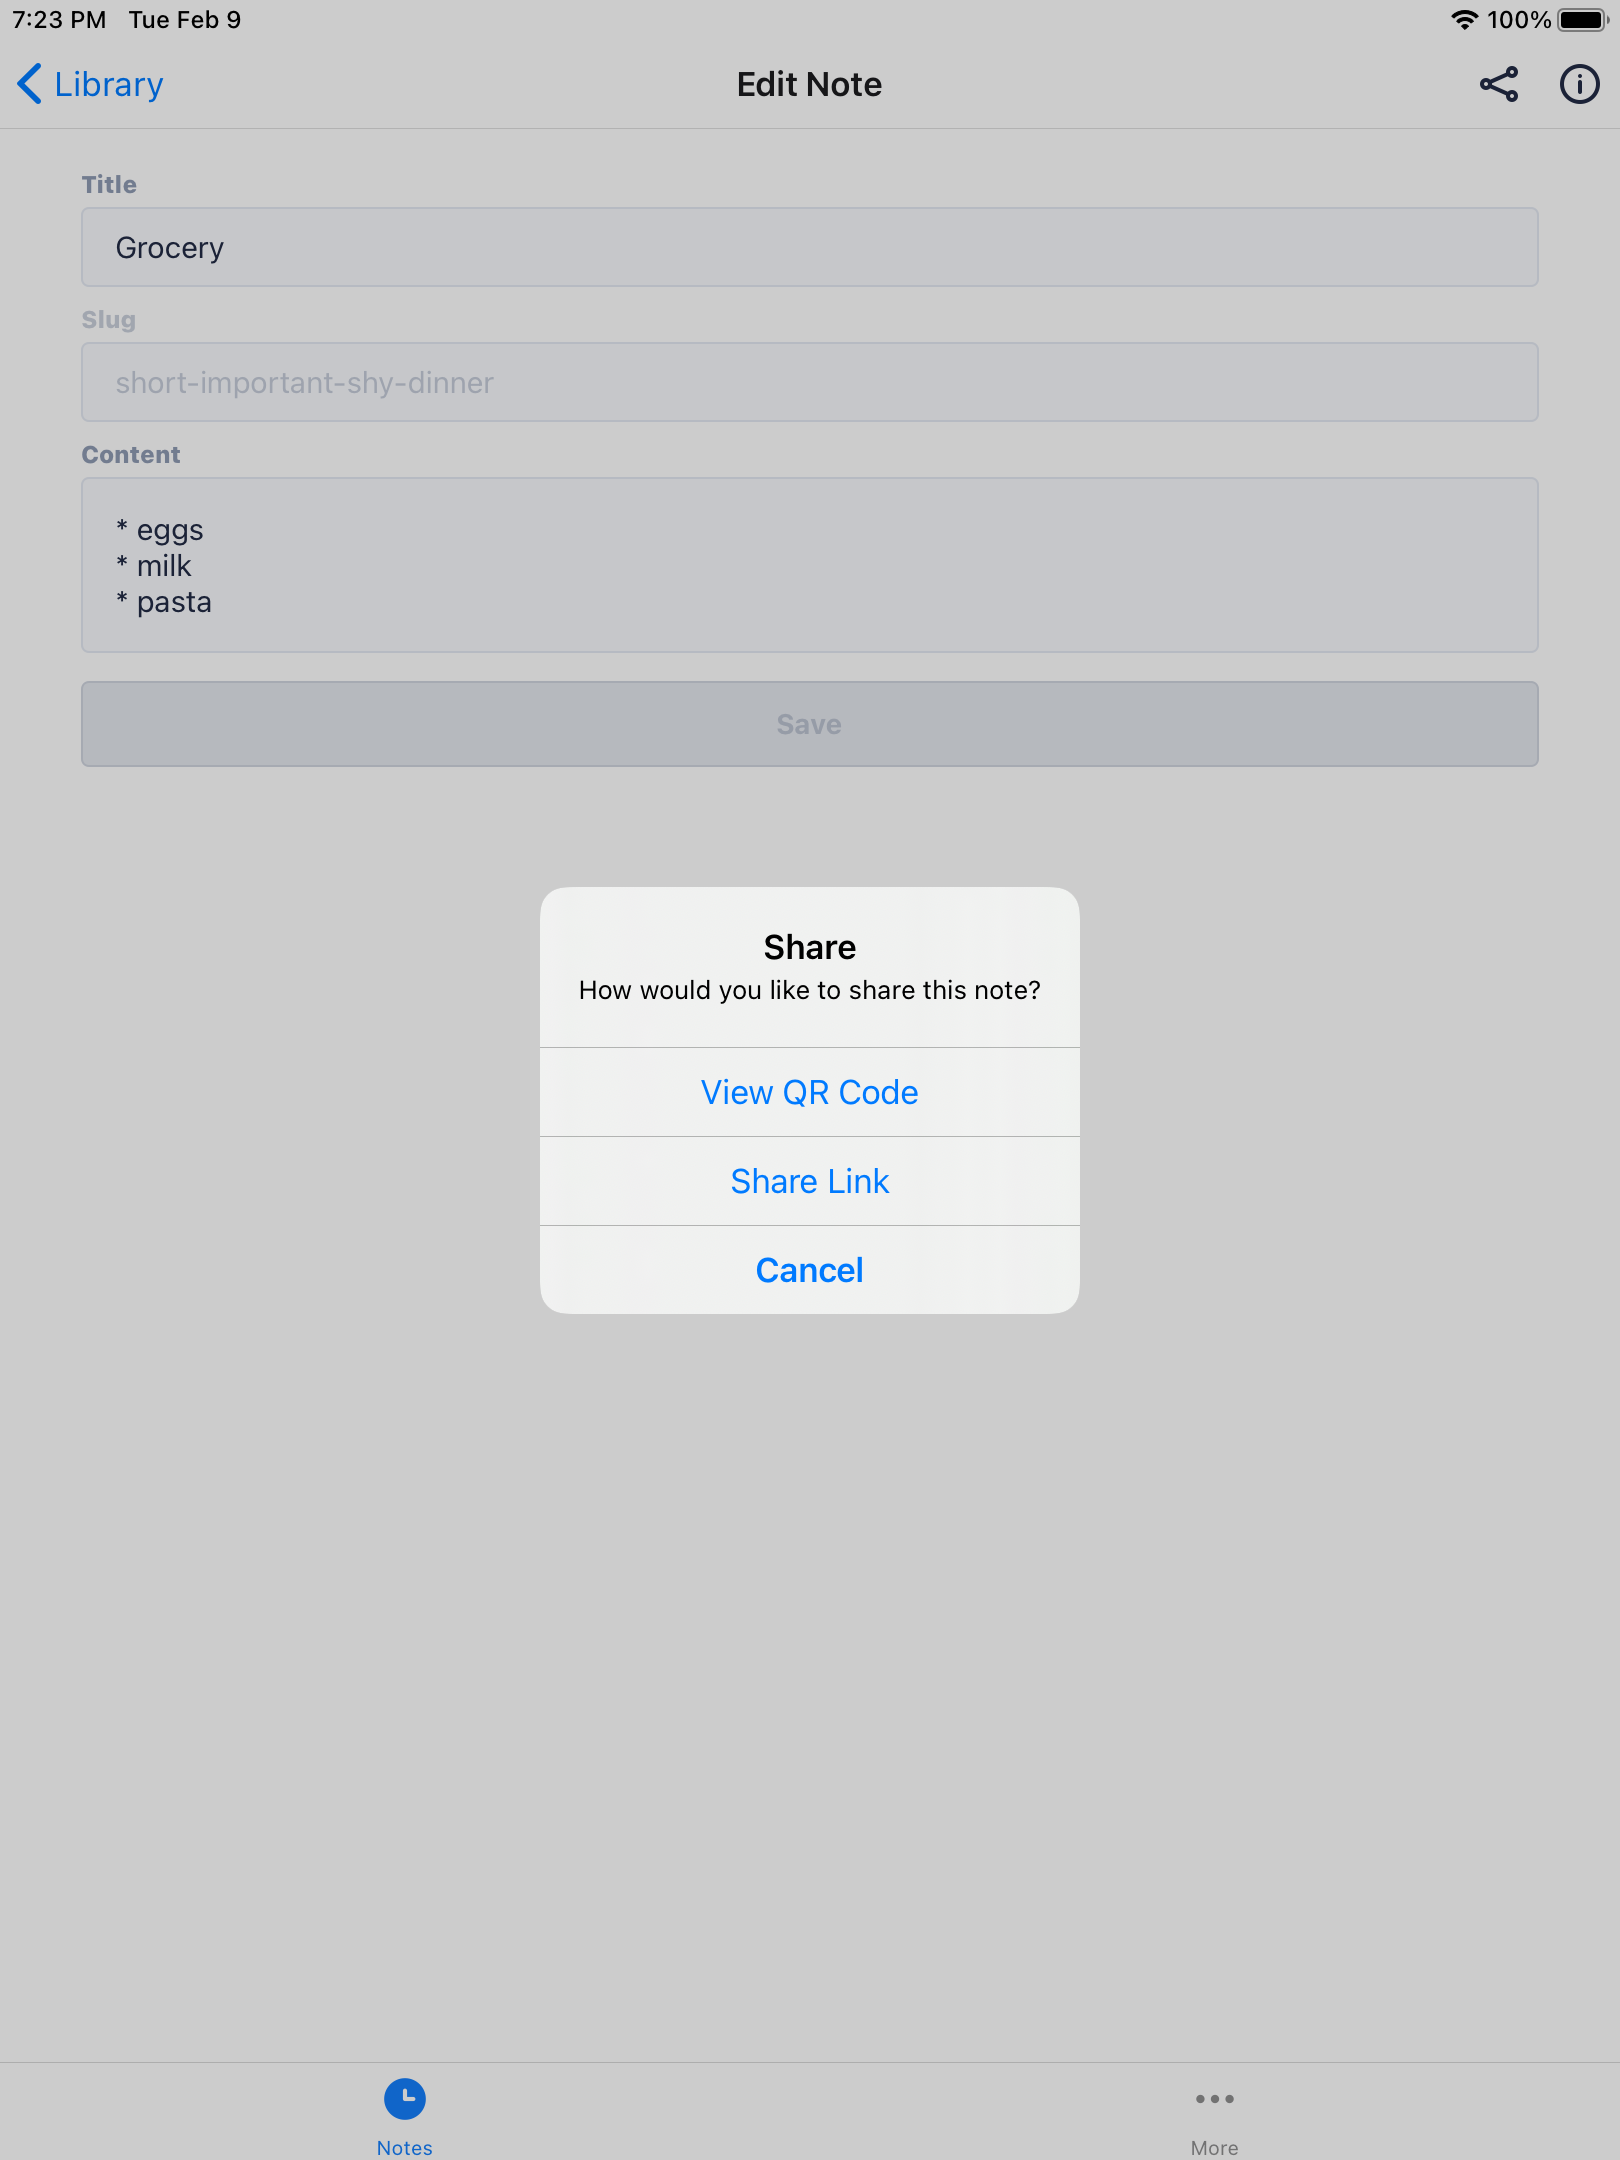 7:23 PM Tue Feb 9 100%
Library Edit Note
Title
Grocery
Slug
short-important-shy-dinner
Content
* eggs
* milk
* pasta
Save
Share
How would you like to share this note?
View QR Code
Share Link
Cancel
Notes More